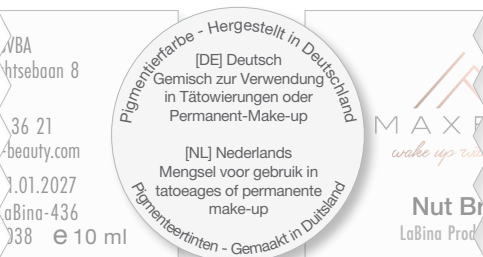 VBA
htsebaan 8
36 21
-beauty.com
.01.2027
aBina-436
038 e 10 ml
Pigmentierfarbe - Hergestellt in Deutschland
[DE] Deutsch
Gemisch zur Verwendung
in Tätowierungen oder
Permanent-Make-up
[NL] Nederlands
Mengsel voor gebruik in
tatoeages of permanente
make-up
Pigmenteertinten - Gemaakt in Duitsland
MAX
wake up
Nut Br
LaBina Prod